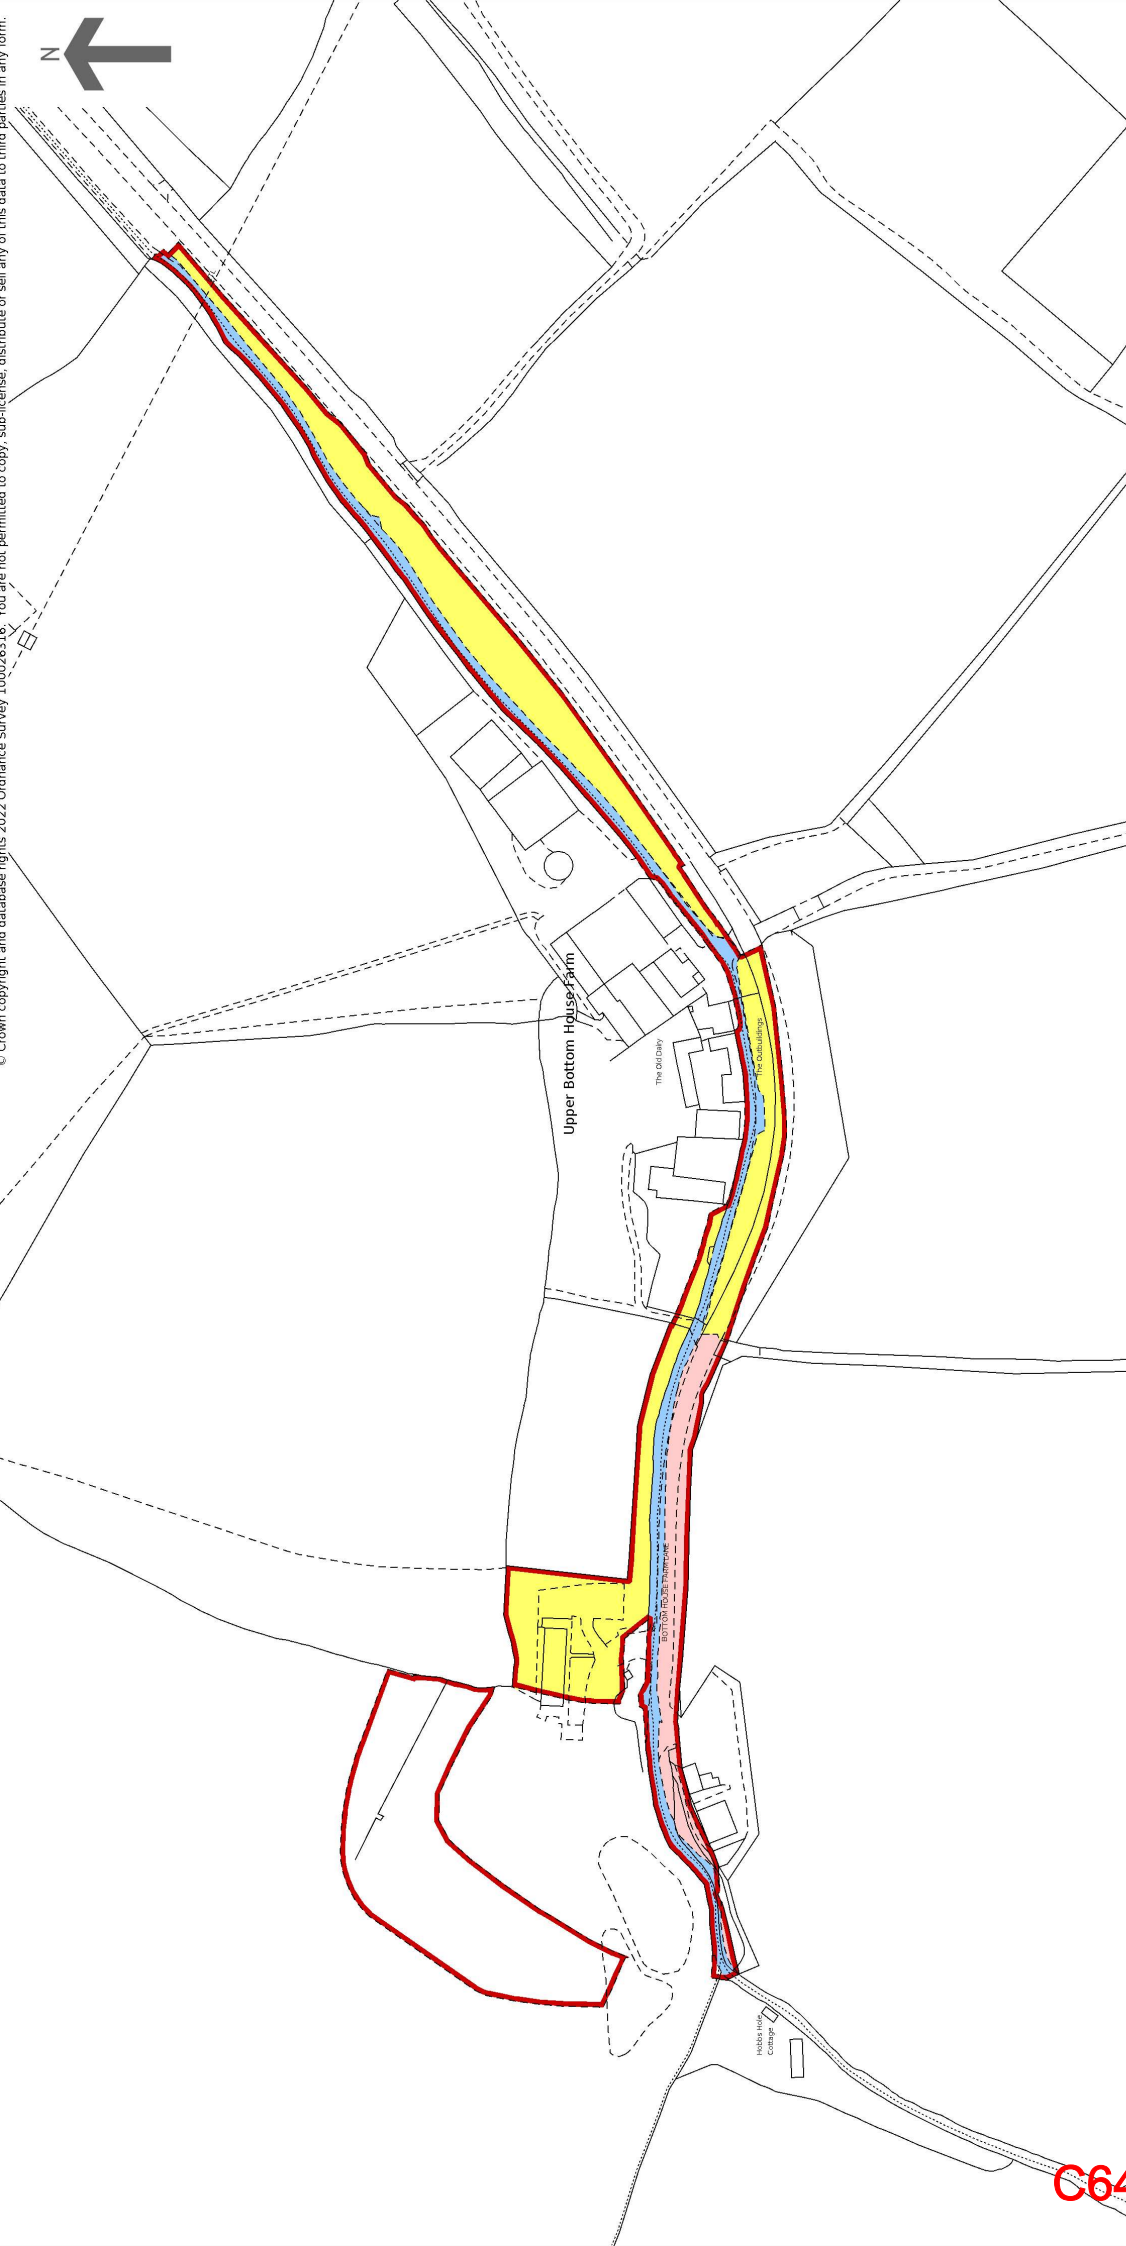 N
© Crown copyright and database rights 2022 Ordnance Survey 100026316. You are not permitted to copy, sub-license, distribute or sell any of this data to third parties in any form.
Upper Bottom House Farm
The Old Dairy
The Outbuildings
BOTTOM HOUSE FARM LANE
Hobbs Hole
Cottage
C64